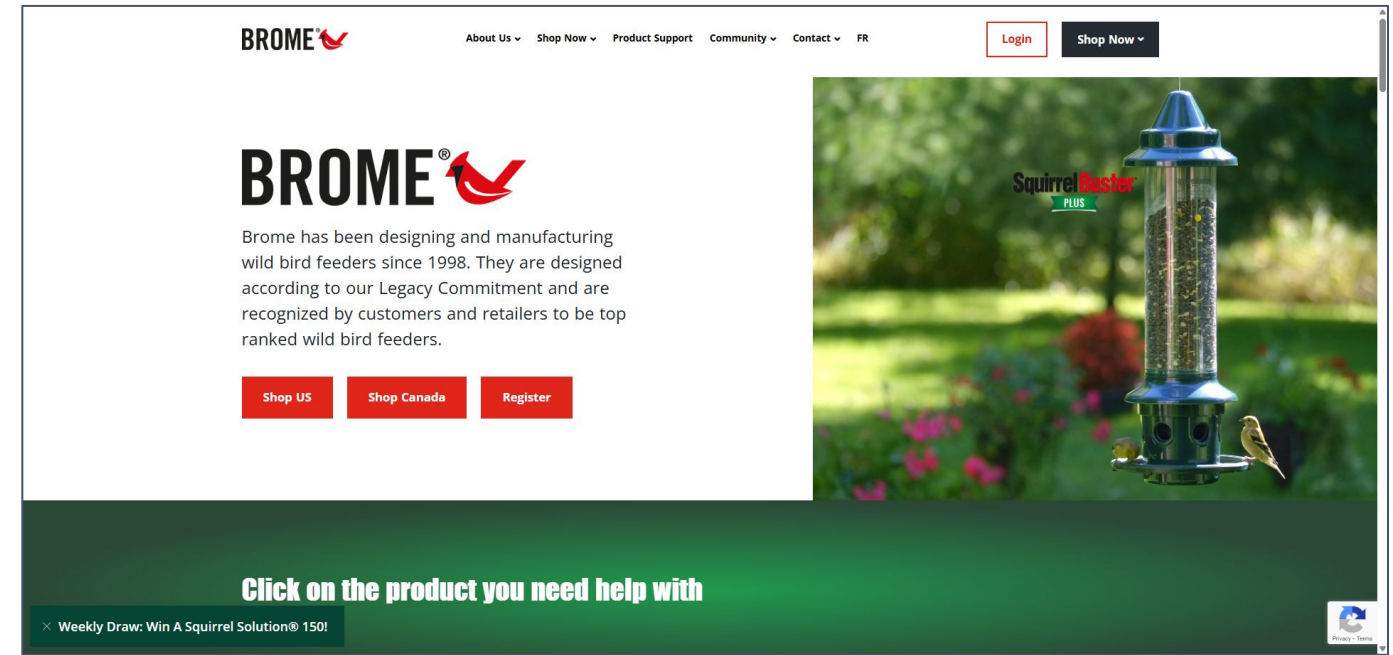 BROME®
About Us
Shop Now
Product Support
Community
Contact
FR
Login
Shop Now
BROME®
Brome has been designing and manufacturing
wild bird feeders since 1998. They are designed
according to our Legacy Commitment and are
recognized by customers and retailers to be top
ranked wild bird feeders.
Shop US
Shop Canada
Register
SquirrelBuster
PLUS
Click on the product you need help with
× Weekly Draw: Win A Squirrel Solution® 150!
Privacy - Terms